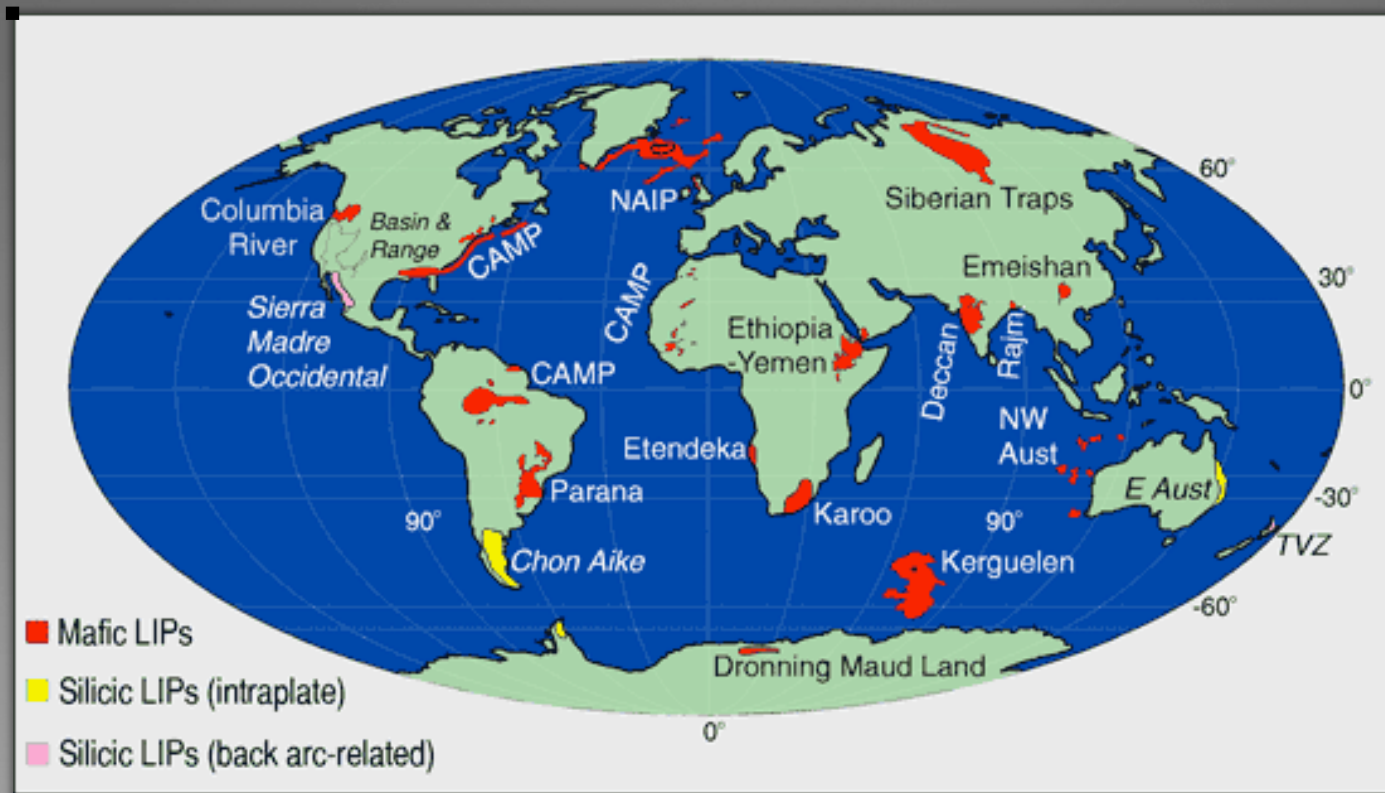 60°
NAIP
Siberian Traps
Columbia
River
Basin &
Range
CAMP
30°
Emeishan
CAMP
Sierra
Madre
Occidental
Ethiopia
-Yemen
Deccan
Rajm
CAMP
0°
NW
Aust
Etendeka
Parana
E Aust
-30°
Karoo
90°
90°
TVZ
Chon Aike
Kerguelen
-60°
Mafic LIPs
Dronning Maud Land
Silicic LIPs (intraplate)
0°
Silicic LIPs (back arc-related)